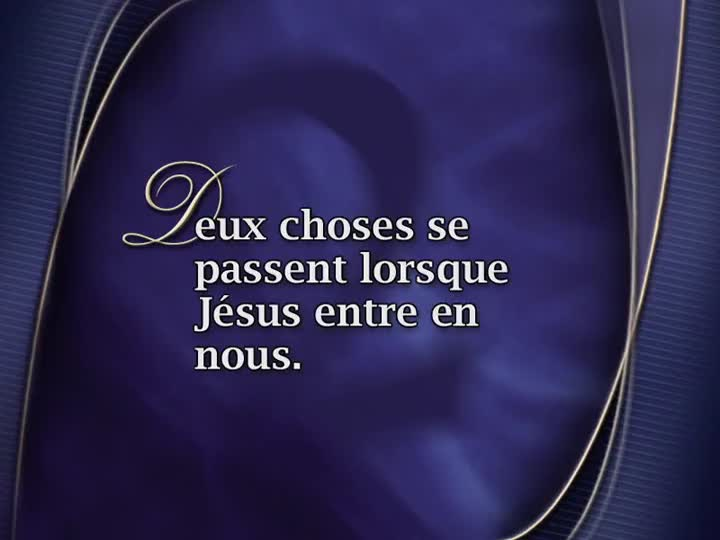 Deux choses se
passent lorsque
Jésus entre en
nous.